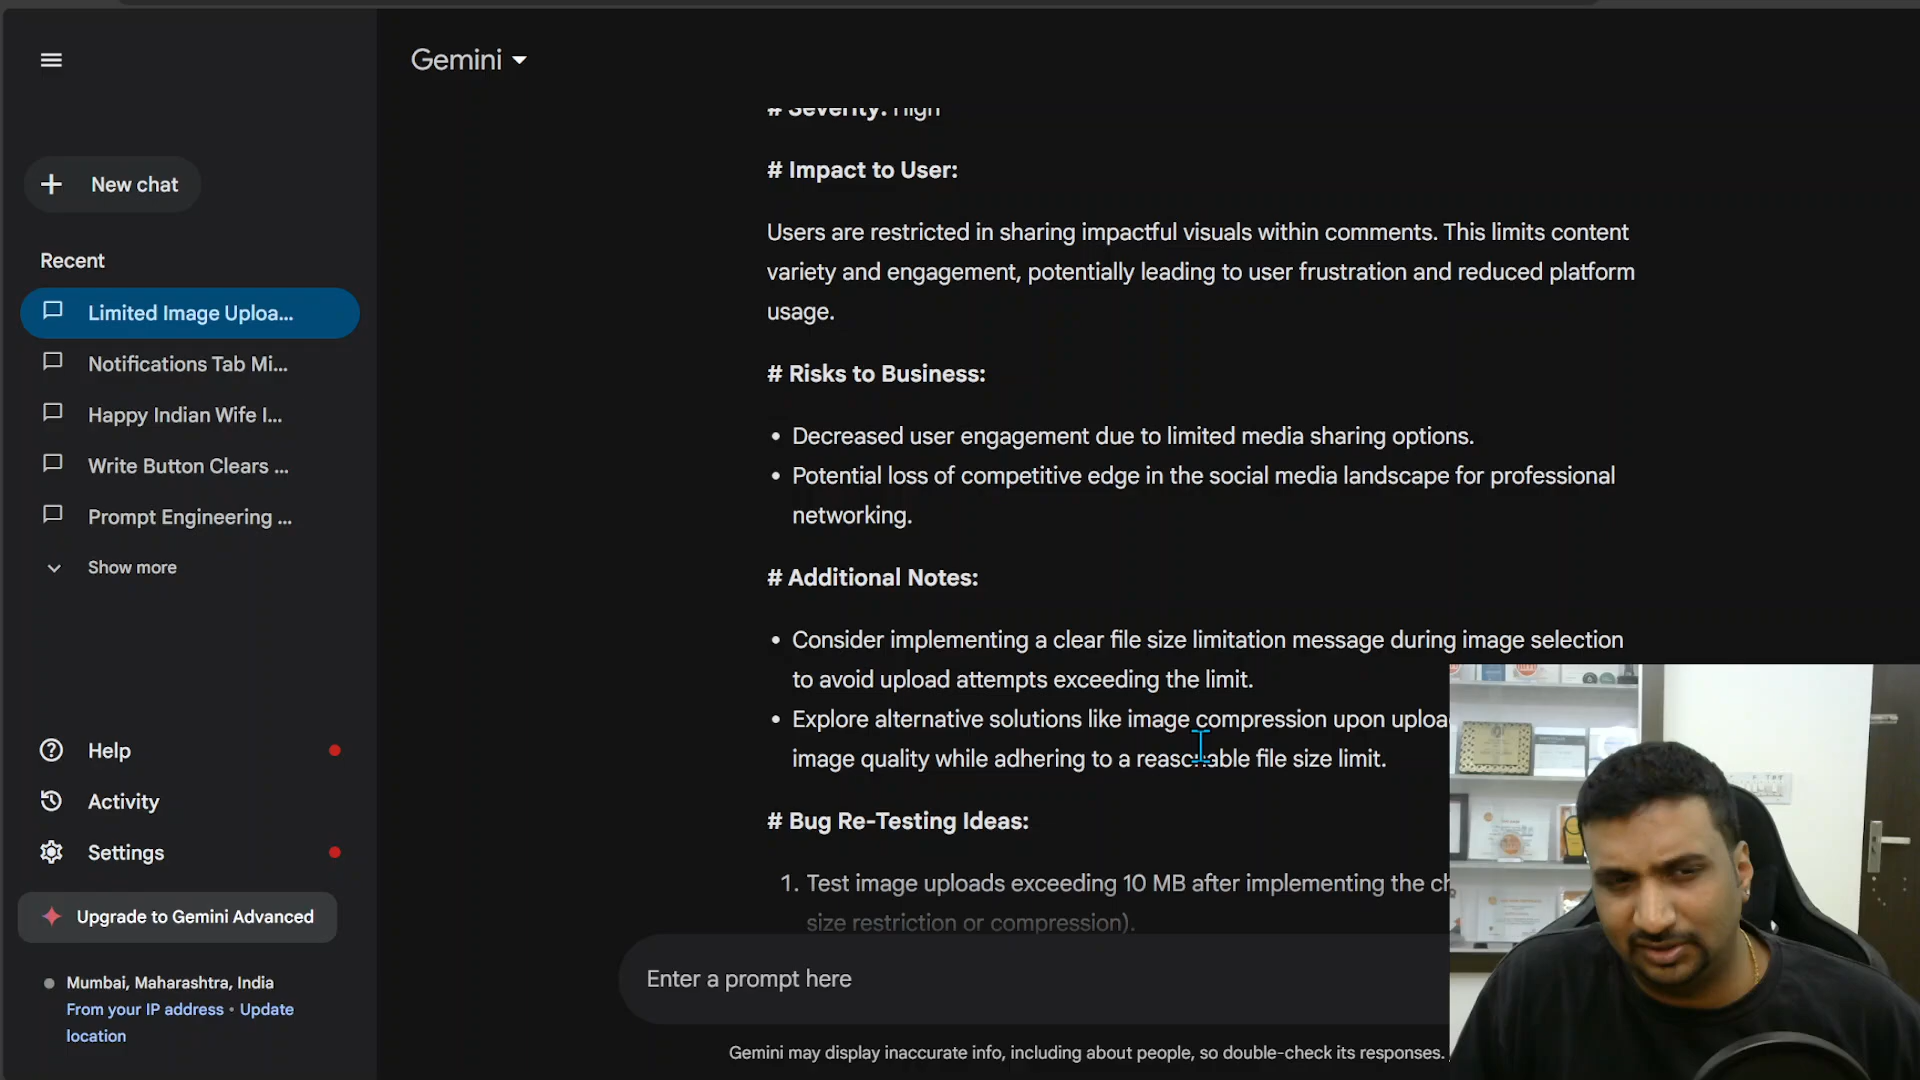 Gemini
New chat
Recent
Limited Image Uploa...
Notifications Tab Mi...
Happy Indian Wife I...
Write Button Clears ...
Prompt Engineering ...
Show more
Help
Activity
Settings
Upgrade to Gemini Advanced
Mumbai, Maharashtra, India
From your IP address • Update
location
# Severity: High
# Impact to User:
Users are restricted in sharing impactful visuals within comments. This limits content
variety and engagement, potentially leading to user frustration and reduced platform
usage.
# Risks to Business:
• Decreased user engagement due to limited media sharing options.
• Potential loss of competitive edge in the social media landscape for professional
networking.
# Additional Notes:
• Consider implementing a clear file size limitation message during image selection
to avoid upload attempts exceeding the limit.
• Explore alternative solutions like image compression upon uploa
image quality while adhering to a reasonable file size limit.
# Bug Re-Testing Ideas:
1. Test image uploads exceeding 10 MB after implementing the ch
size restriction or compression).
Enter a prompt here
Gemini may display inaccurate info, including about people, so double-check its responses.